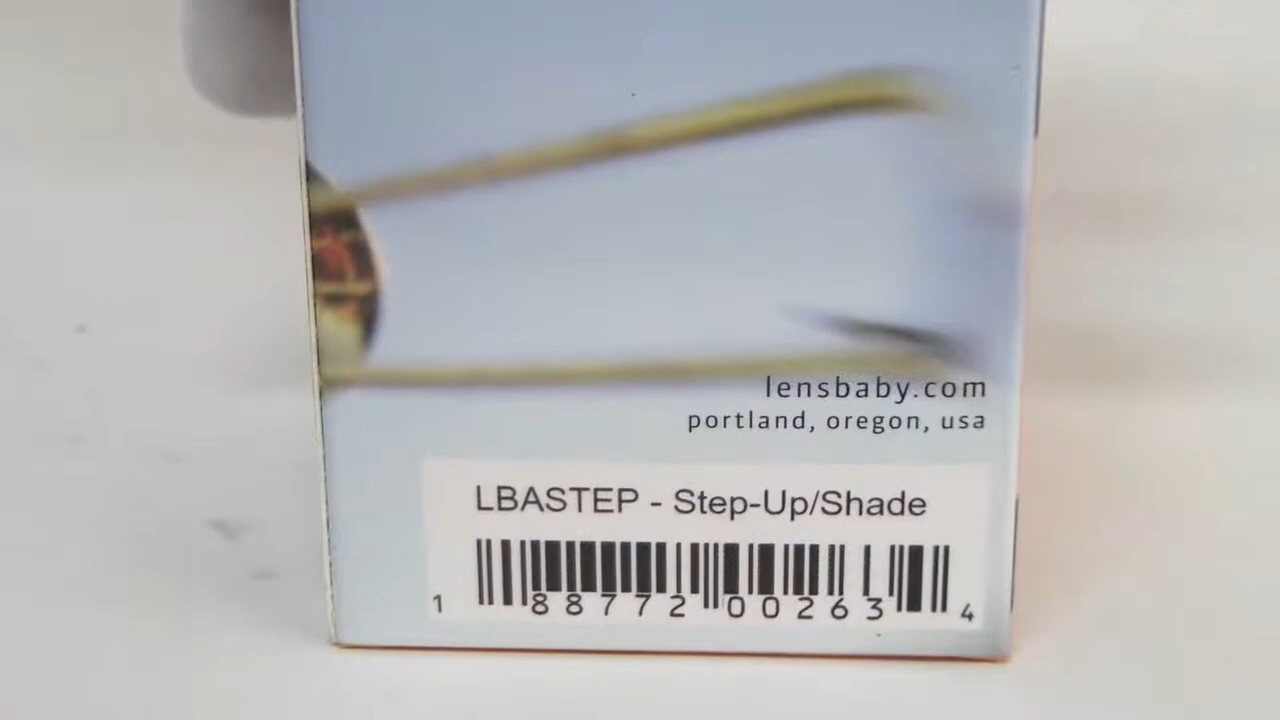 lensbaby.com
portland, oregon, usa
LBASTEP - Step-Up/Shade
1 88772 00263 4